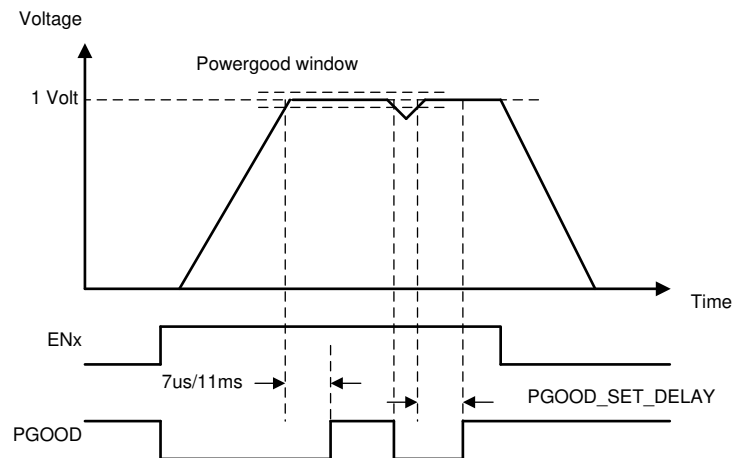 Voltage
Powergood window
1 Volt
Time
ENx
7us/11ms
PGOOD_SET_DELAY
PGOOD